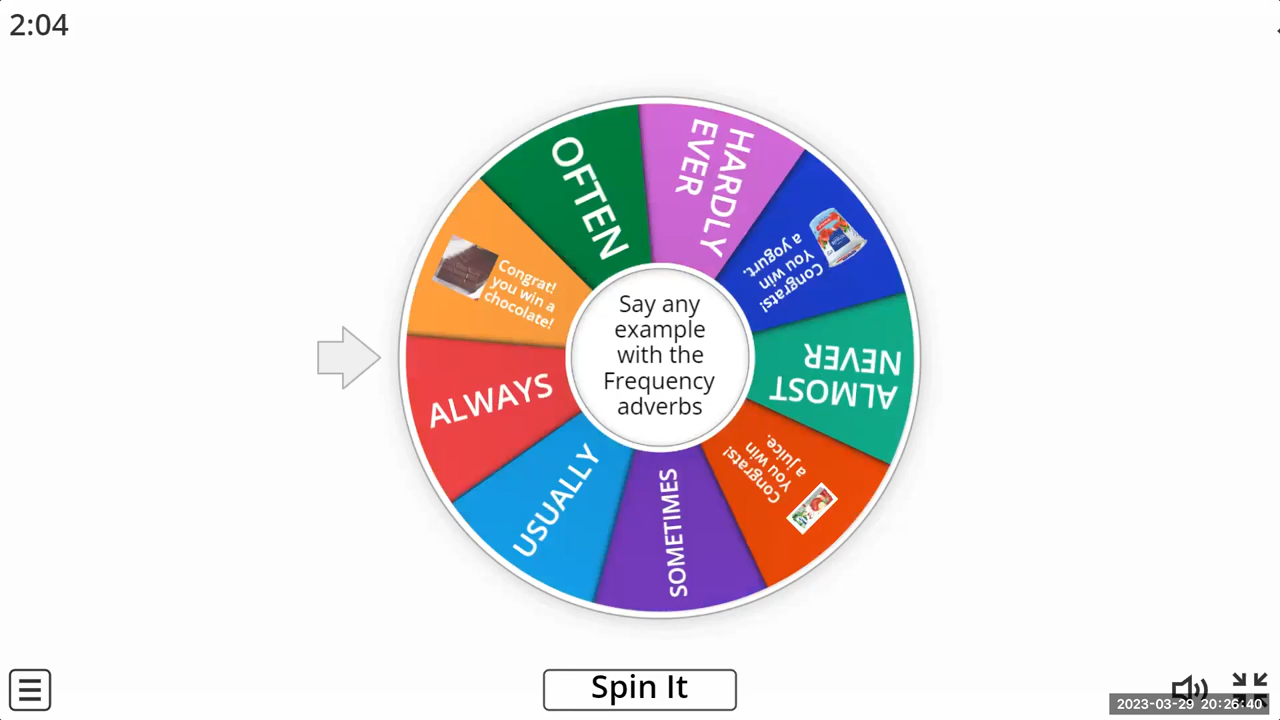 2:04
OFTEN
HARDLY
EVER
Congrats!
You win
a yogurt.
ALMOST
NEVER
Congrats!
You win
a juice.
SOMETIMES
USUALLY
ALWAYS
Congrat!
you win a
chocolate!
Say any
example
with the
Frequency
adverbs
Spin It
2023-03-29 20:26:40